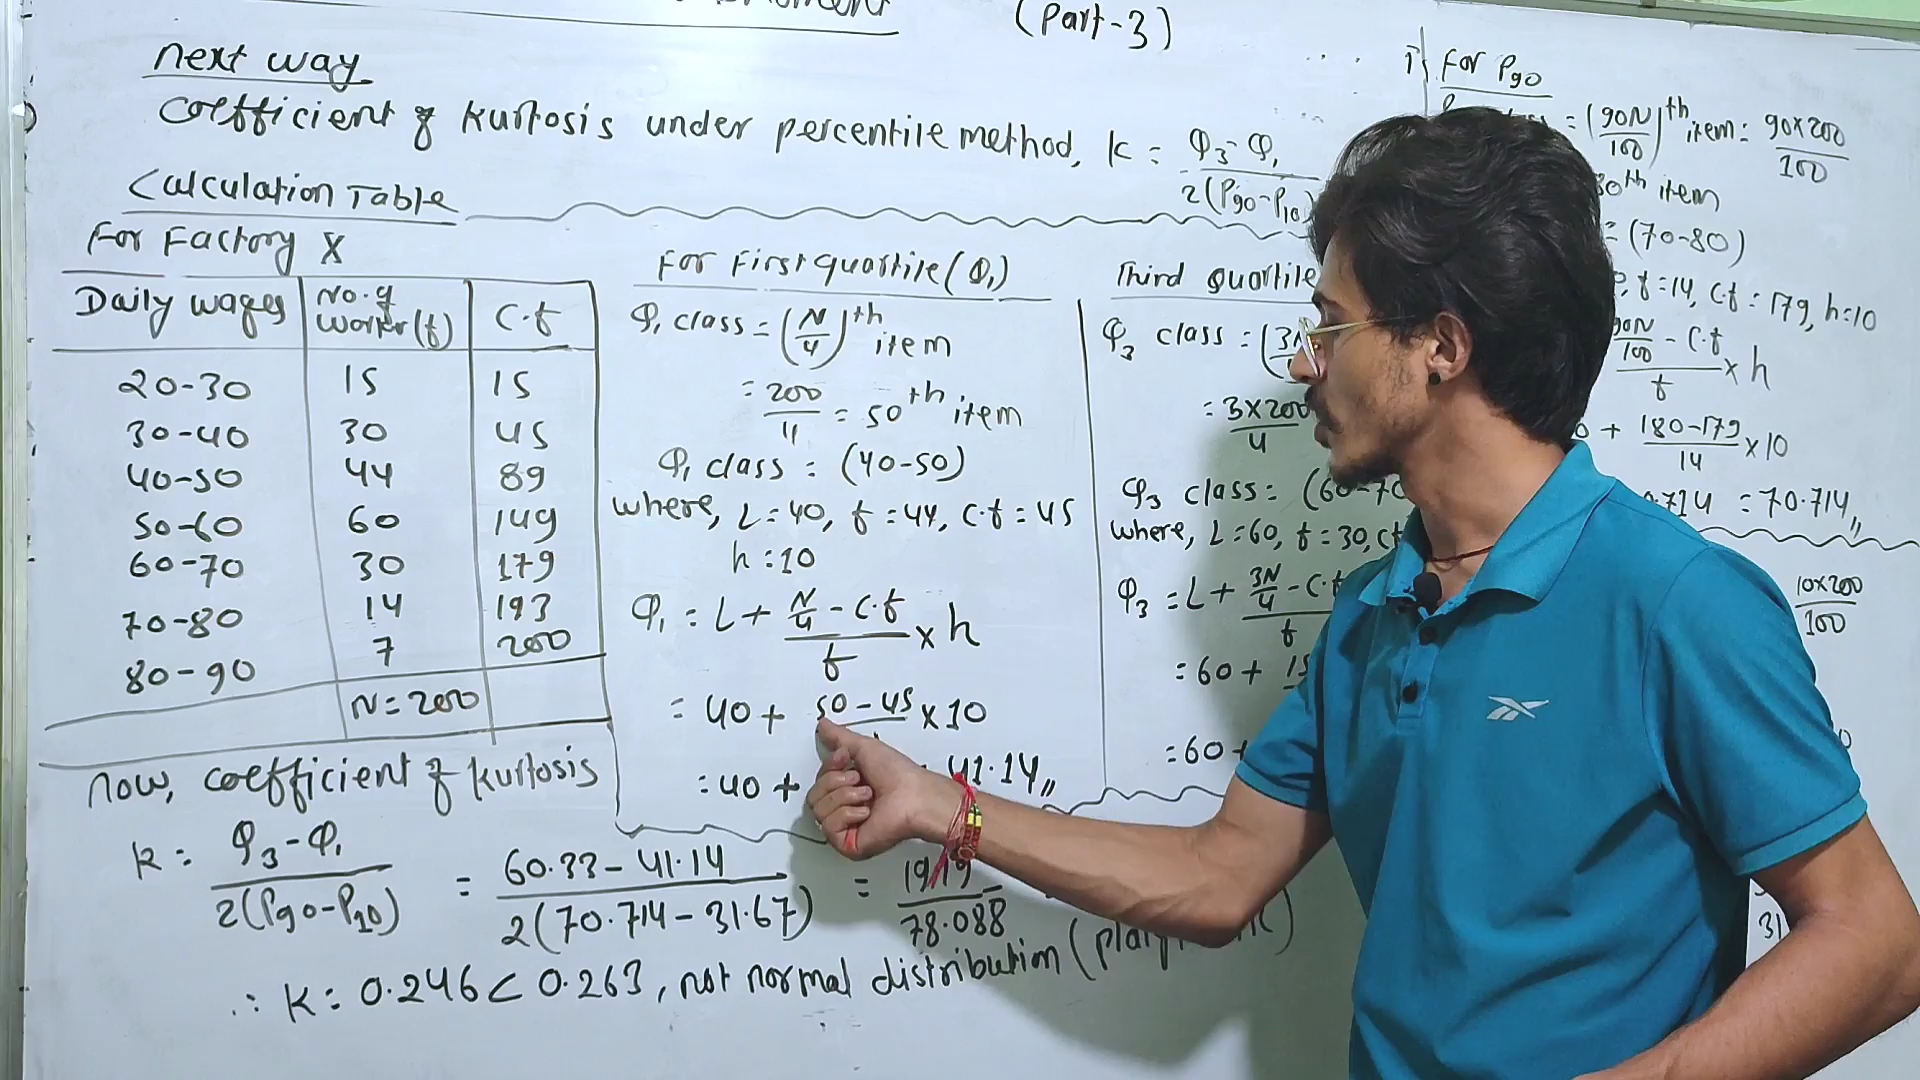 (Part-3)
next way
coefficient of kurtosis under percentile method, K = Q3-Q1 / 2(P90-P10)
Calculation Table
For Factory X
Daily wages | No. of worker (f) | C.f
20-30 | 15 | 15
30-40 | 30 | 45
40-50 | 44 | 89
50-60 | 60 | 149
60-70 | 30 | 179
70-80 | 14 | 193
80-90 | 7 | 200
N = 200
For First quartile (Q1)
Q1 class = (N/4)th item
= 200/4 = 50th item
Q1 class = (40-50)
where, L = 40, f = 44, C.f = 45
h = 10
Q1 = L + N/4 - C.f / f × h
= 40 + 50 - 45 × 10
= 40 + = 41.14,,
Third quartile
Q3 class =
= 3×200 / 4
Q3 class = (60-70
where, L = 60, f = 30,
Q3 = L + 3N/4 - C.f / f
= 60 +
= 60 +
i) For P90
= (90N/100)th item = 90×200/100
th item
= (70-80)
f = 14, C.f = 179, h = 10
90N/100 - C.f / f × h
+ 180-179 / 14 × 10
.714 = 70.714,,
10×200 / 100
now, coefficient of kurtosis
K = Q3-Q1 / 2(P90-P10) = 60.33-41.14 / 2(70.714-31.67) = 19.19 / 78.088
∴ K = 0.246 < 0.263, not normal distribution